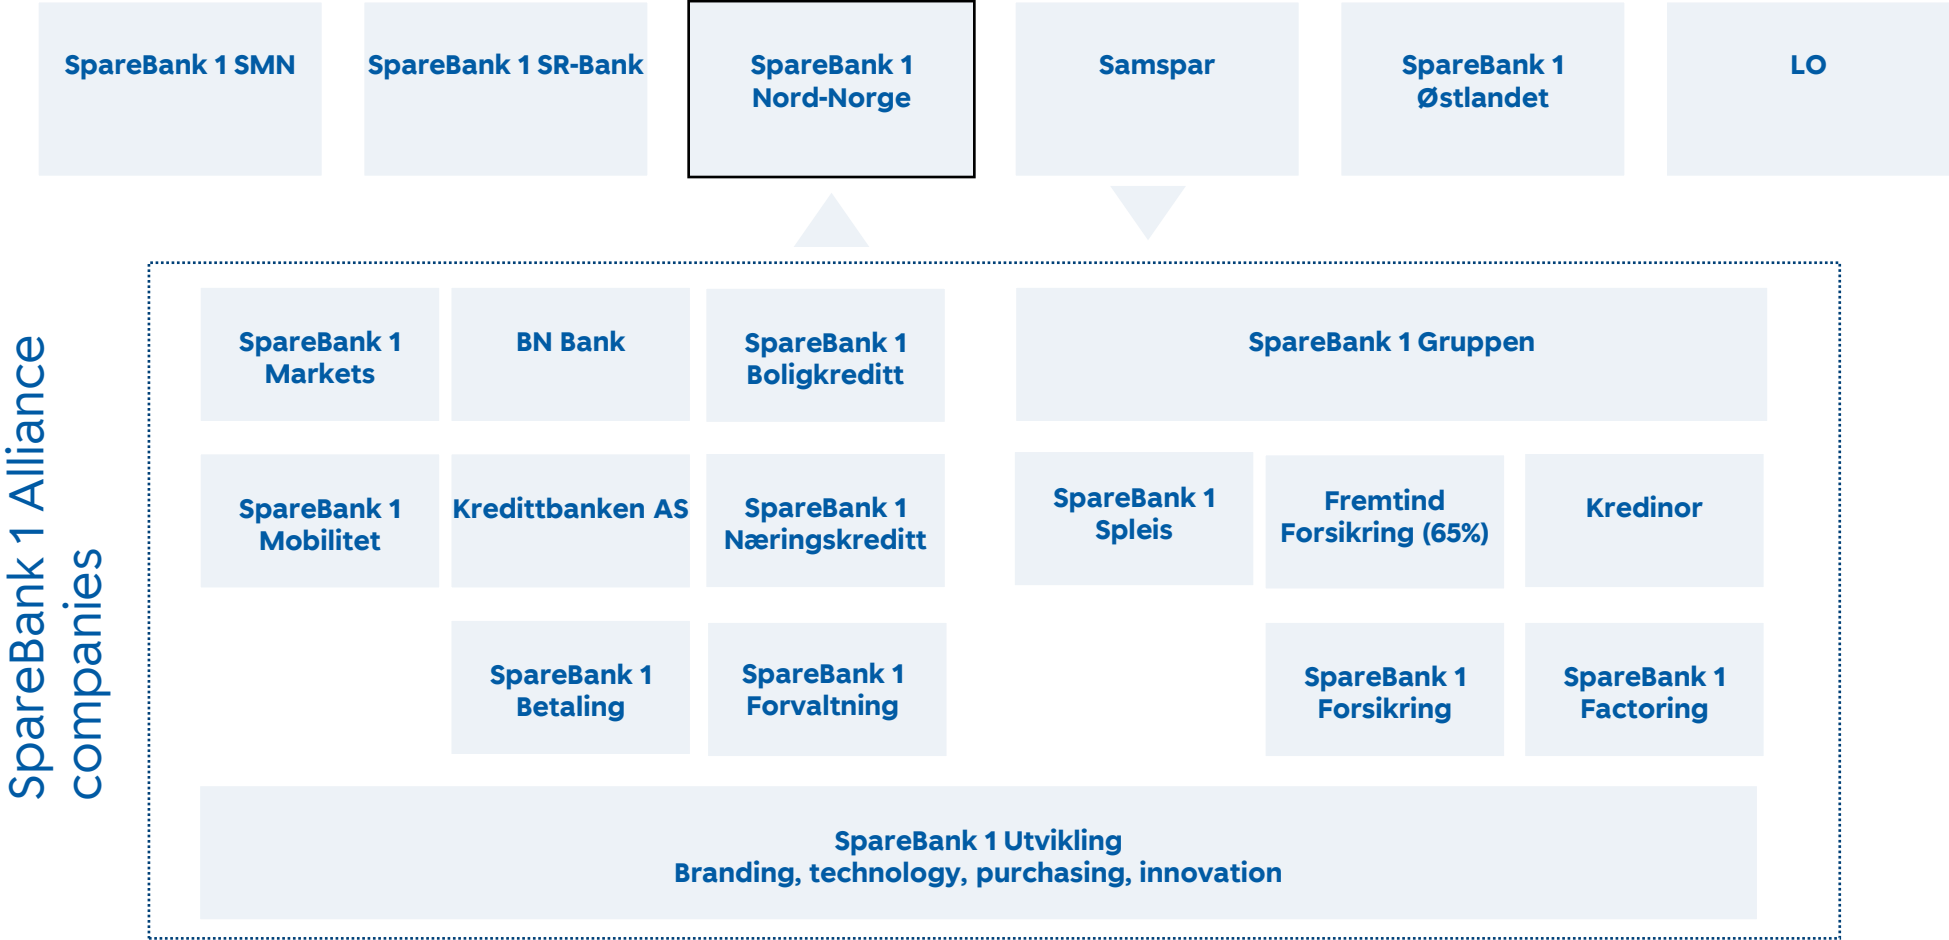 SpareBank 1 SMN
SpareBank 1 SR-Bank
SpareBank 1
Nord-Norge
Samspar
SpareBank 1
Østlandet
LO
SpareBank 1 Alliance
companies
SpareBank 1
Markets
BN Bank
SpareBank 1
Boligkreditt
SpareBank 1 Gruppen
SpareBank 1
Mobilitet
Kredittbanken AS
SpareBank 1
Næringskreditt
SpareBank 1
Spleis
Fremtind
Forsikring (65%)
Kredinor
SpareBank 1
Betaling
SpareBank 1
Forvaltning
SpareBank 1
Forsikring
SpareBank 1
Factoring
SpareBank 1 Utvikling
Branding, technology, purchasing, innovation